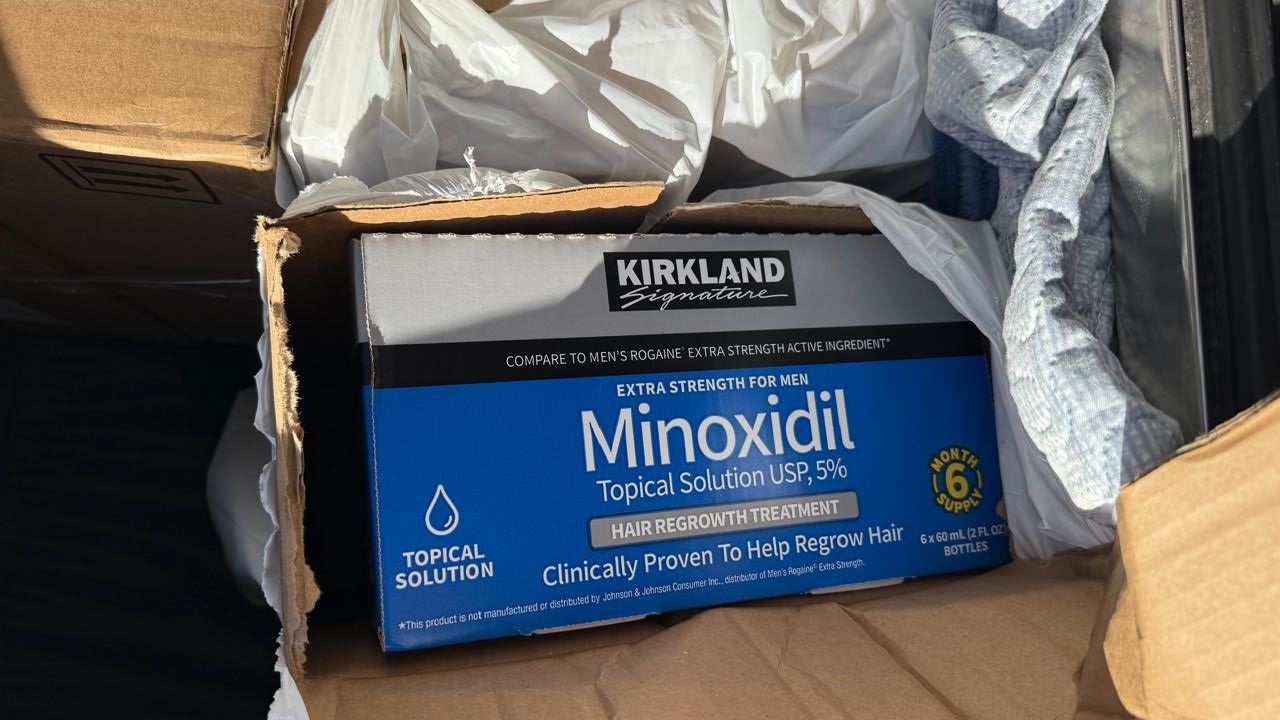 KIRKLAND
Signature
COMPARE TO MEN'S ROGAINE® EXTRA STRENGTH ACTIVE INGREDIENT*
EXTRA STRENGTH FOR MEN
Minoxidil
Topical Solution USP, 5%
HAIR REGROWTH TREATMENT
Clinically Proven To Help Regrow Hair
TOPICAL
SOLUTION
MONTH
6
SUPPLY
6 x 60 mL (2 FL OZ)
BOTTLES
*This product is not manufactured or distributed by Johnson & Johnson Consumer Inc., distributor of Men's Rogaine® Extra Strength.